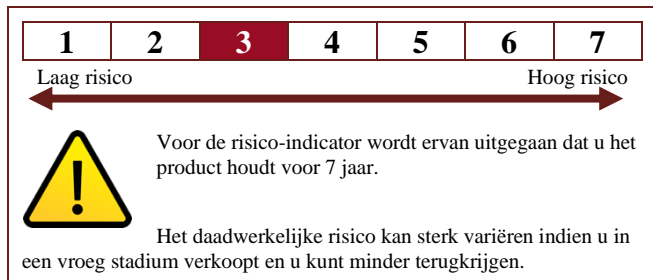 1 2 3 4 5 6 7
Laag risico Hoog risico
Voor de risico-indicator wordt ervan uitgegaan dat u het
product houdt voor 7 jaar.
Het daadwerkelijke risico kan sterk variëren indien u in
een vroeg stadium verkoopt en u kunt minder terugkrijgen.